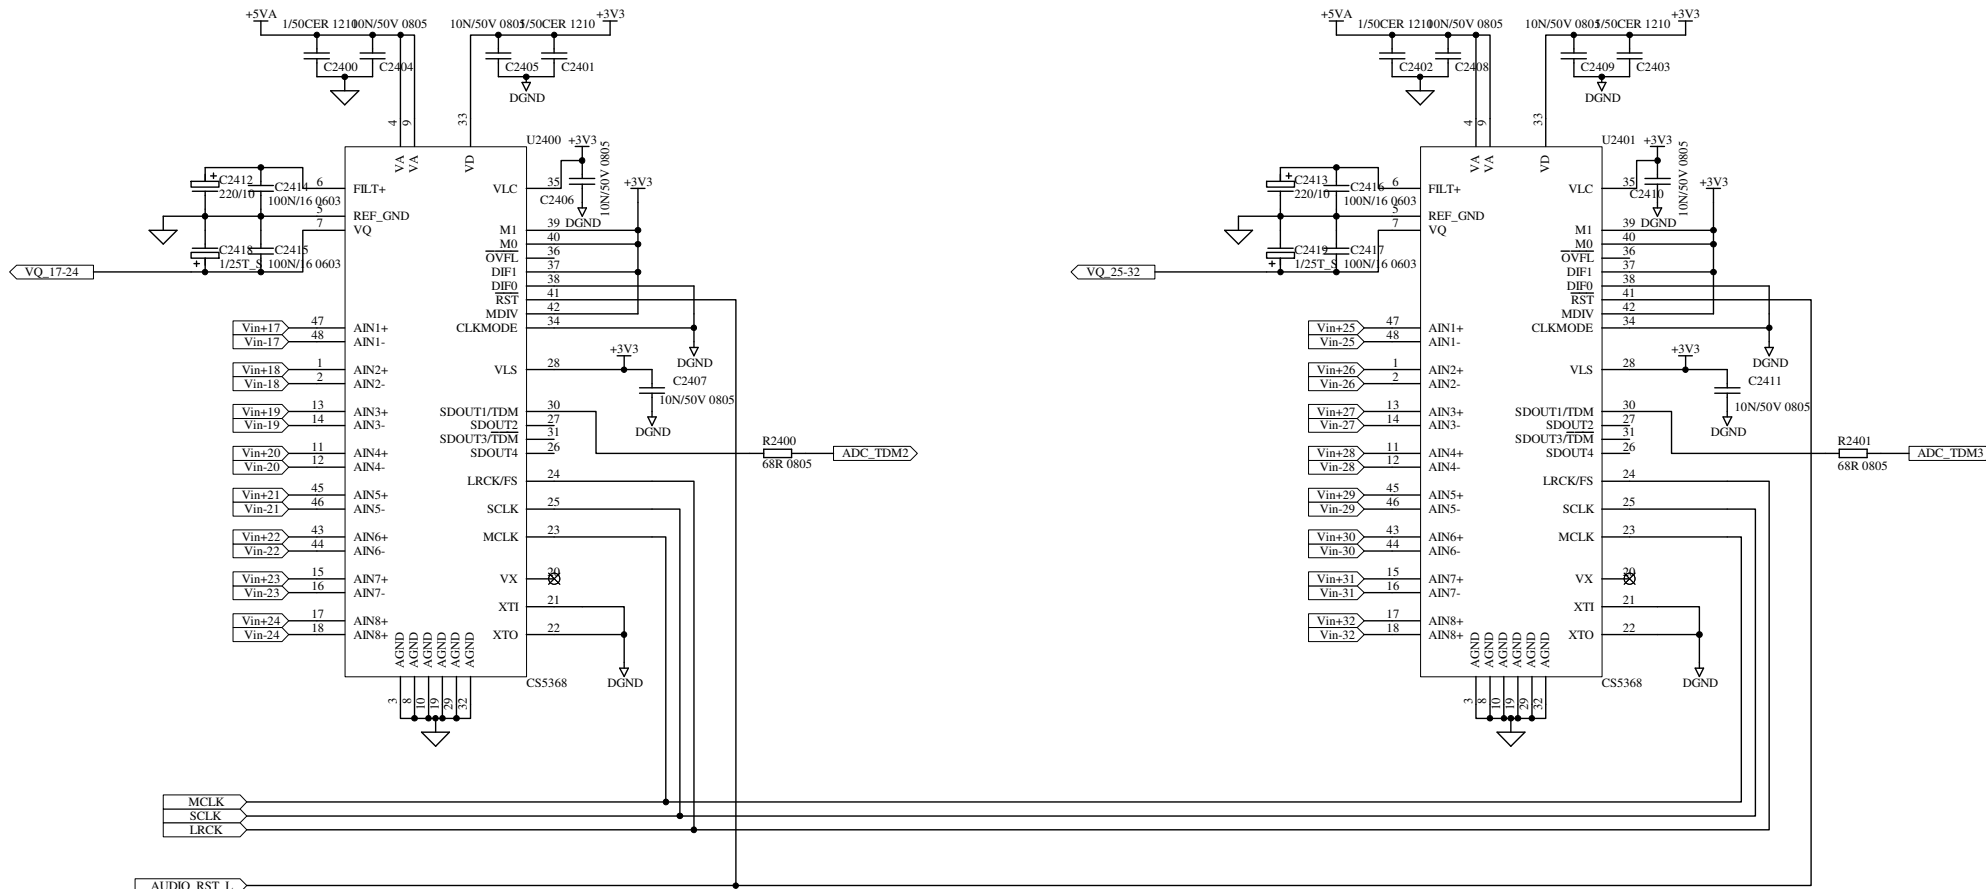 +5VA
1/50CER 1210
10N/50V 0805
10N/50V 0805
1/50CER 1210
+3V3
C2400
C2404
C2405
C2401
DGND
4
9
33
U2400
VA
VA
VD
+3V3
10N/50V 0805
C2406
DGND
+3V3
C2412
220/10
C2414
100N/16 0603
C2418
1/25T_S
C2415
100N/16 0603
VQ_17-24
6 FILT+
5 REF_GND
7 VQ
VLC 35
M1 39
M0 40
OVFL 36
DIF1 37
DIF0 38
RST 41
MDIV 42
CLKMODE 34
DGND
Vin+17 47 AIN1+
Vin-17 48 AIN1-
Vin+18 1 AIN2+
Vin-18 2 AIN2-
Vin+19 13 AIN3+
Vin-19 14 AIN3-
Vin+20 11 AIN4+
Vin-20 12 AIN4-
Vin+21 45 AIN5+
Vin-21 46 AIN5-
Vin+22 43 AIN6+
Vin-22 44 AIN6-
Vin+23 15 AIN7+
Vin-23 16 AIN7-
Vin+24 17 AIN8+
Vin-24 18 AIN8+
VLS 28
+3V3
C2407
10N/50V 0805
DGND
SDOUT1/TDM 30
SDOUT2 27
SDOUT3/TDM 31
SDOUT4 26
R2400
68R 0805
ADC_TDM2
LRCK/FS 24
SCLK 25
MCLK 23
VX 20
XTI 21
XTO 22
DGND
AGND AGND AGND AGND AGND AGND
3 8 10 19 29 32
CS5368
+5VA
1/50CER 1210
10N/50V 0805
10N/50V 0805
1/50CER 1210
+3V3
C2402
C2408
C2409
C2403
DGND
4
9
33
U2401
VA
VA
VD
+3V3
10N/50V 0805
C2410
DGND
+3V3
C2413
220/10
C2416
100N/16 0603
C2419
1/25T_S
C2417
100N/16 0603
VQ_25-32
6 FILT+
5 REF_GND
7 VQ
VLC 35
M1 39
M0 40
OVFL 36
DIF1 37
DIF0 38
RST 41
MDIV 42
CLKMODE 34
DGND
Vin+25 47 AIN1+
Vin-25 48 AIN1-
Vin+26 1 AIN2+
Vin-26 2 AIN2-
Vin+27 13 AIN3+
Vin-27 14 AIN3-
Vin+28 11 AIN4+
Vin-28 12 AIN4-
Vin+29 45 AIN5+
Vin-29 46 AIN5-
Vin+30 43 AIN6+
Vin-30 44 AIN6-
Vin+31 15 AIN7+
Vin-31 16 AIN7-
Vin+32 17 AIN8+
Vin-32 18 AIN8+
VLS 28
+3V3
C2411
10N/50V 0805
DGND
SDOUT1/TDM 30
SDOUT2 27
SDOUT3/TDM 31
SDOUT4 26
R2401
68R 0805
ADC_TDM3
LRCK/FS 24
SCLK 25
MCLK 23
VX 20
XTI 21
XTO 22
DGND
AGND AGND AGND AGND AGND AGND
3 8 10 19 29 32
CS5368
MCLK
SCLK
LRCK
AUDIO_RST_L